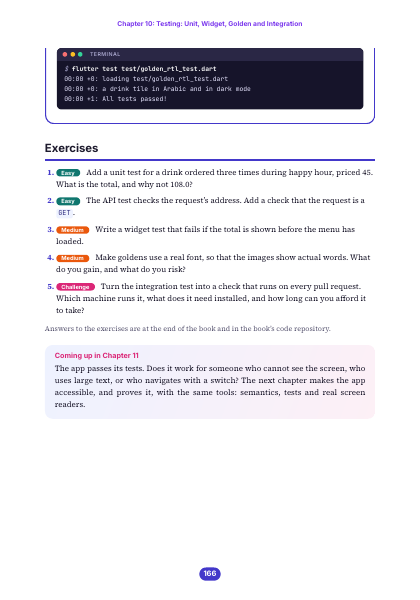 Chapter 10: Testing: Unit, Widget, Golden and Integration
TERMINAL
$ flutter test test/golden_rtl_test.dart
00:00 +0: loading test/golden_rtl_test.dart
00:00 +0: a drink tile in Arabic and in dark mode
00:00 +1: All tests passed!
Exercises
1. Easy Add a unit test for a drink ordered three times during happy hour, priced 45.
What is the total, and why not 108.0?
2. Easy The API test checks the request's address. Add a check that the request is a
GET.
3. Medium Write a widget test that fails if the total is shown before the menu has
loaded.
4. Medium Make goldens use a real font, so that the images show actual words. What
do you gain, and what do you risk?
5. Challenge Turn the integration test into a check that runs on every pull request.
Which machine runs it, what does it need installed, and how long can you afford it
to take?
Answers to the exercises are at the end of the book and in the book's code repository.
Coming up in Chapter 11
The app passes its tests. Does it work for someone who cannot see the screen, who
uses large text, or who navigates with a switch? The next chapter makes the app
accessible, and proves it, with the same tools: semantics, tests and real screen
readers.
166